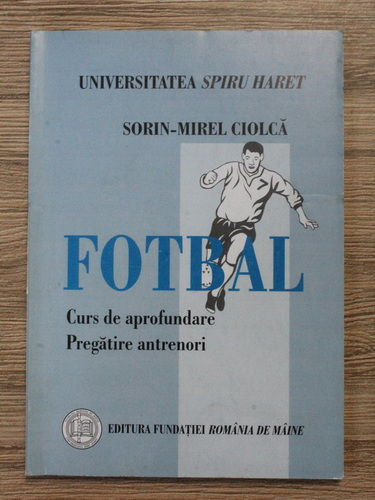 UNIVERSITATEA SPIRU HARET
SORIN-MIREL CIOLCĂ
FOTBAL
Curs de aprofundare
Pregătire antrenori
EDITURA FUNDAȚIEI ROMÂNIA DE MÂINE